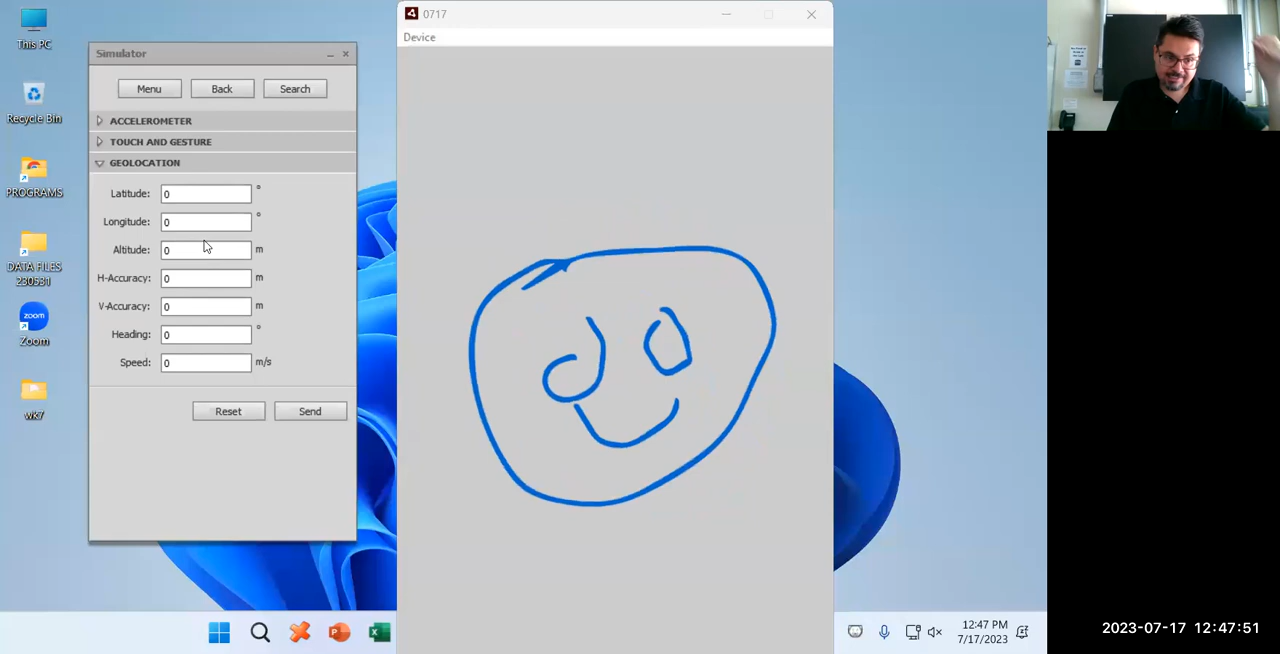 This PC
Recycle Bin
PROGRAMS
DATA FILES
230531
zoom
Zoom
wk7
Simulator
Menu
Back
Search
ACCELEROMETER
TOUCH AND GESTURE
GEOLOCATION
Latitude: 0 °
Longitude: 0 °
Altitude: 0 m
H-Accuracy: 0 m
V-Accuracy: 0 m
Heading: 0 °
Speed: 0 m/s
Reset
Send
0717
Device
12:47 PM
7/17/2023
2023-07-17 12:47:51